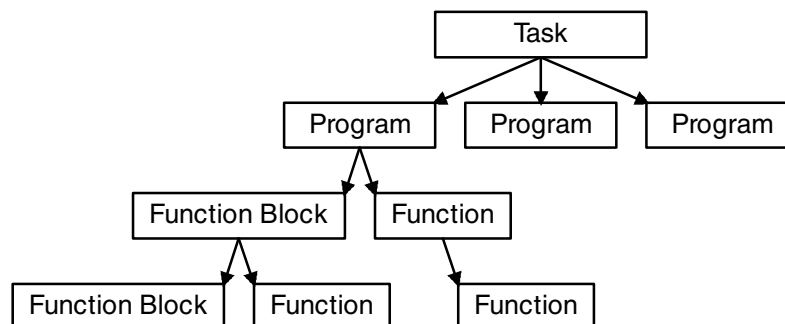 Task
Program
Program
Program
Function Block
Function
Function Block
Function
Function